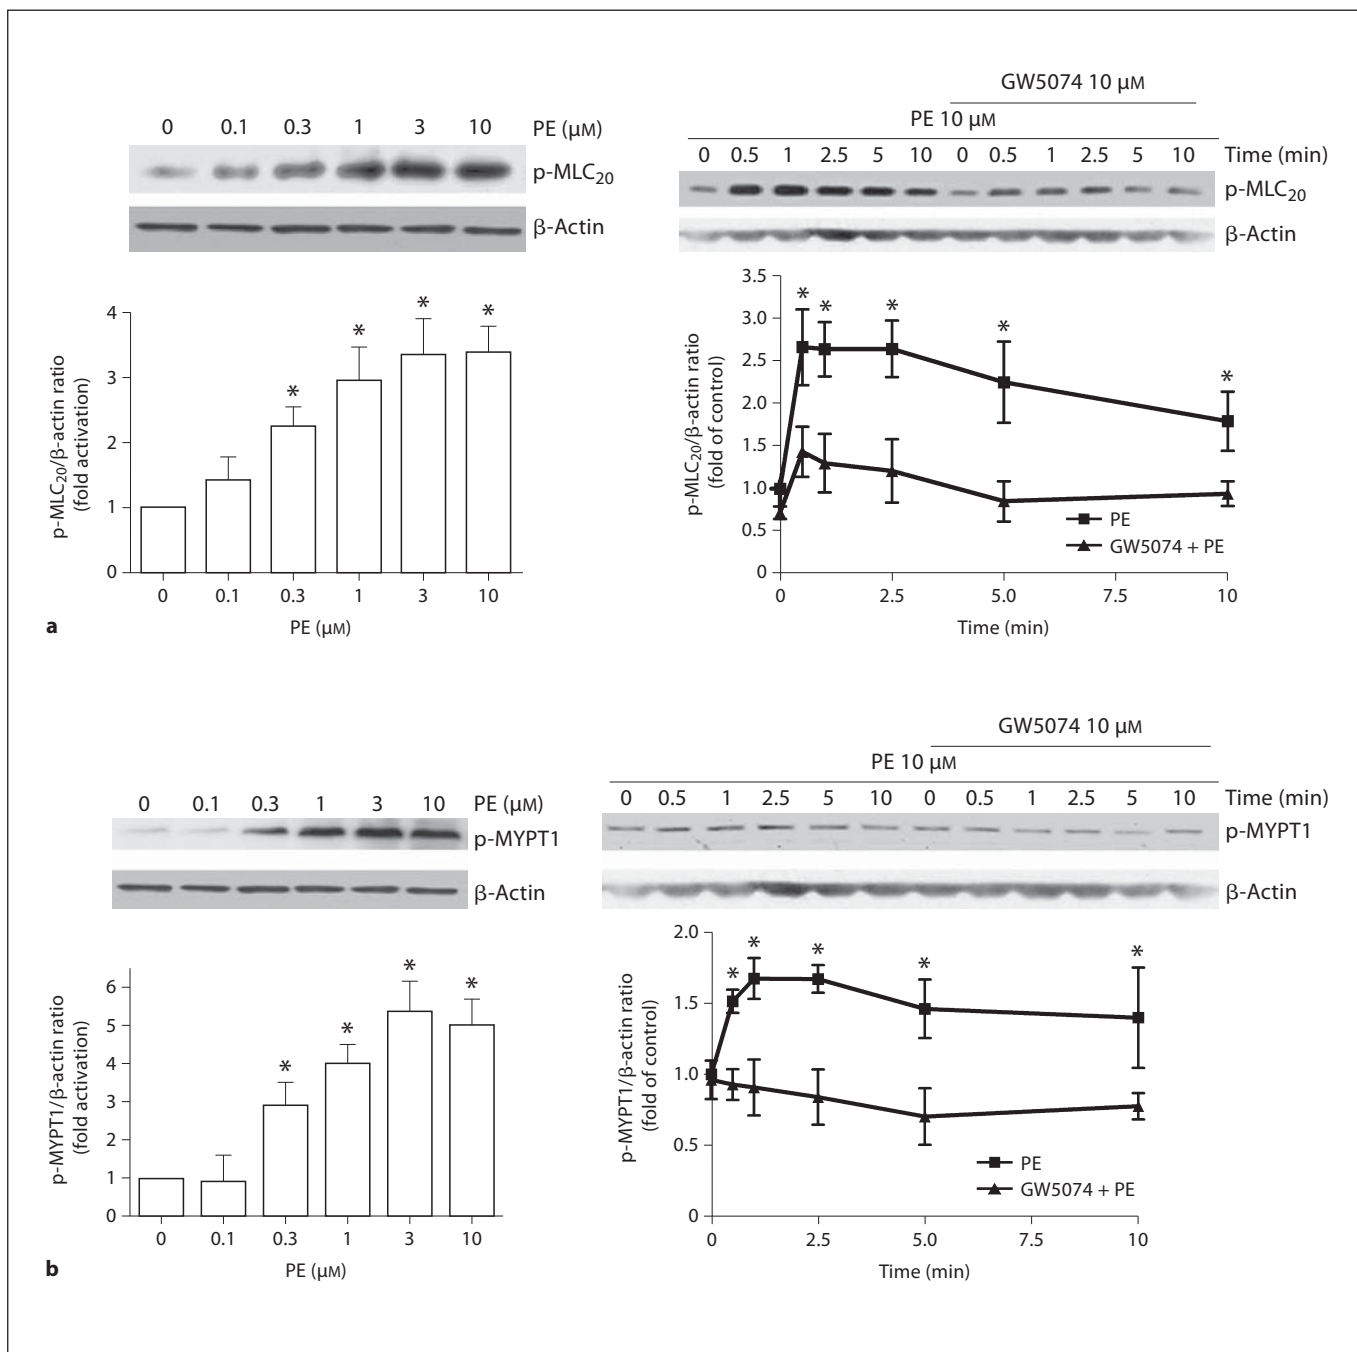 GW5074 10 µM
PE 10 µM
0 0.1 0.3 1 3 10 PE (µM)
0 0.5 1 2.5 5 10 0 0.5 1 2.5 5 10 Time (min)
p-MLC20
p-MLC20
β-Actin
β-Actin
4
3
2
1
0
p-MLC20/β-actin ratio
(fold activation)
* * * *
0 0.1 0.3 1 3 10
PE (µM)
3.5
3.0
2.5
2.0
1.5
1.0
0.5
0
p-MLC20/β-actin ratio
(fold of control)
* * * * *
PE
GW5074 + PE
0 2.5 5.0 7.5 10
Time (min)
a
GW5074 10 µM
PE 10 µM
0 0.1 0.3 1 3 10 PE (µM)
0 0.5 1 2.5 5 10 0 0.5 1 2.5 5 10 Time (min)
p-MYPT1
p-MYPT1
β-Actin
β-Actin
6
5
4
3
2
1
0
p-MYPT1/β-actin ratio
(fold activation)
* * * *
0 0.1 0.3 1 3 10
PE (µM)
2.0
1.5
1.0
0.5
0
p-MYPT1/β-actin ratio
(fold of control)
* * * * *
PE
GW5074 + PE
0 2.5 5.0 7.5 10
Time (min)
b